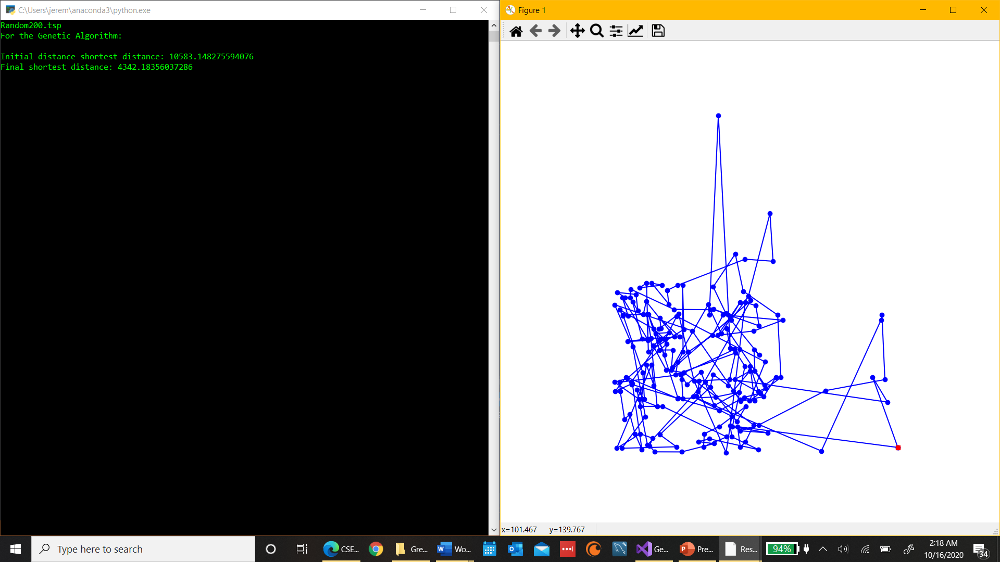 C:\Users\jerem\anaconda3\python.exe
Random200.tsp
For the Genetic Algorithm:
Initial distance shortest distance: 10583.148275594076
Final shortest distance: 4342.18356037286
Figure 1
x=101.467 y=139.767
Type here to search
CSE...
Gre...
Wo...
Ge...
Pre...
Res...
94%
2:18 AM
10/16/2020
34